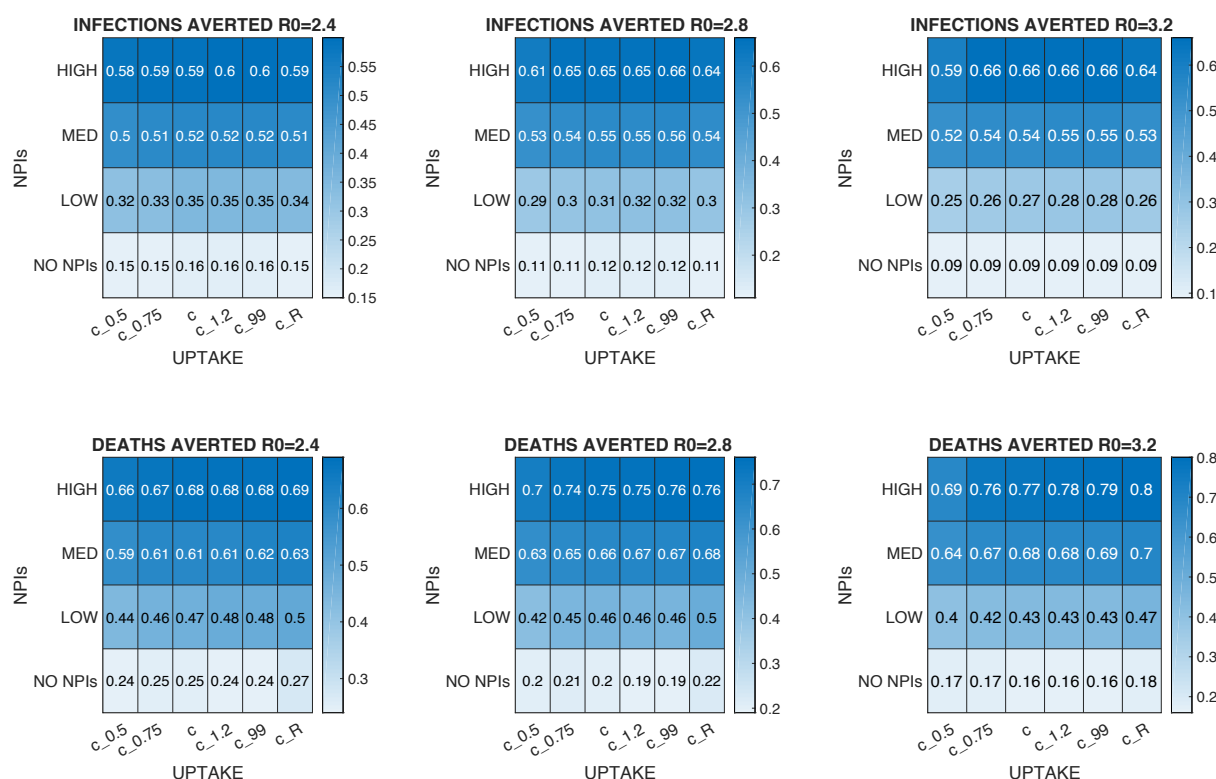 INFECTIONS AVERTED R0=2.4
NPIs
HIGH 0.58 0.59 0.59 0.6 0.6 0.59
MED 0.5 0.51 0.52 0.52 0.52 0.51
LOW 0.32 0.33 0.35 0.35 0.35 0.34
NO NPIs 0.15 0.15 0.16 0.16 0.16 0.15
c_0.5 c_0.75 c c_1.2 c_99 c_R
UPTAKE
0.55
0.5
0.45
0.4
0.35
0.3
0.25
0.2
0.15
INFECTIONS AVERTED R0=2.8
NPIs
HIGH 0.61 0.65 0.65 0.65 0.66 0.64
MED 0.53 0.54 0.55 0.55 0.56 0.54
LOW 0.29 0.3 0.31 0.32 0.32 0.3
NO NPIs 0.11 0.11 0.12 0.12 0.12 0.11
c_0.5 c_0.75 c c_1.2 c_99 c_R
UPTAKE
0.6
0.5
0.4
0.3
0.2
INFECTIONS AVERTED R0=3.2
NPIs
HIGH 0.59 0.66 0.66 0.66 0.66 0.64
MED 0.52 0.54 0.54 0.55 0.55 0.53
LOW 0.25 0.26 0.27 0.28 0.28 0.26
NO NPIs 0.09 0.09 0.09 0.09 0.09 0.09
c_0.5 c_0.75 c c_1.2 c_99 c_R
UPTAKE
0.6
0.5
0.4
0.3
0.2
0.1
DEATHS AVERTED R0=2.4
NPIs
HIGH 0.66 0.67 0.68 0.68 0.68 0.69
MED 0.59 0.61 0.61 0.61 0.62 0.63
LOW 0.44 0.46 0.47 0.48 0.48 0.5
NO NPIs 0.24 0.25 0.25 0.24 0.24 0.27
c_0.5 c_0.75 c c_1.2 c_99 c_R
UPTAKE
0.6
0.5
0.4
0.3
DEATHS AVERTED R0=2.8
NPIs
HIGH 0.7 0.74 0.75 0.75 0.76 0.76
MED 0.63 0.65 0.66 0.67 0.67 0.68
LOW 0.42 0.45 0.46 0.46 0.46 0.5
NO NPIs 0.2 0.21 0.2 0.19 0.19 0.22
c_0.5 c_0.75 c c_1.2 c_99 c_R
UPTAKE
0.7
0.6
0.5
0.4
0.3
0.2
DEATHS AVERTED R0=3.2
NPIs
HIGH 0.69 0.76 0.77 0.78 0.79 0.8
MED 0.64 0.67 0.68 0.68 0.69 0.7
LOW 0.4 0.42 0.43 0.43 0.43 0.47
NO NPIs 0.17 0.17 0.16 0.16 0.16 0.18
c_0.5 c_0.75 c c_1.2 c_99 c_R
UPTAKE
0.8
0.7
0.6
0.5
0.4
0.3
0.2